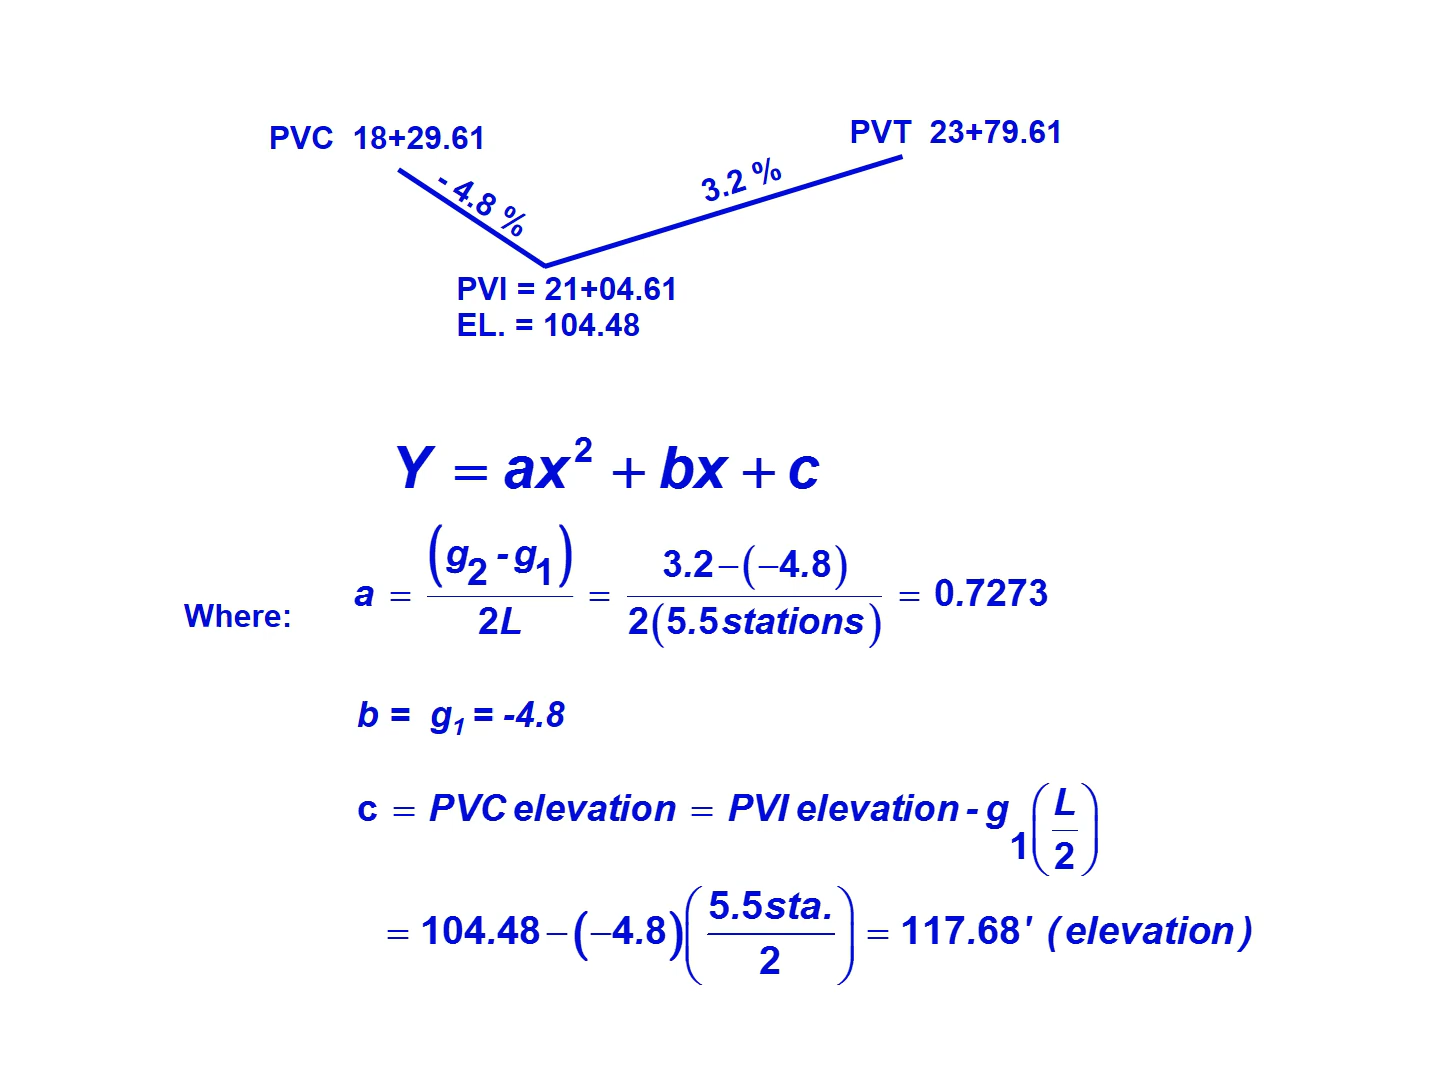 PVC 18+29.61
PVT 23+79.61
- 4.8 %
3.2 %
PVI = 21+04.61
EL. = 104.48
Y = ax² + bx + c
Where: a = (g₂ - g₁) / 2L = 3.2−(−4.8) / 2(5.5stations) = 0.7273
b = g₁ = -4.8
c = PVC elevation = PVI elevation - g₁(L/2)
= 104.48−(−4.8)(5.5sta./2) = 117.68' (elevation)